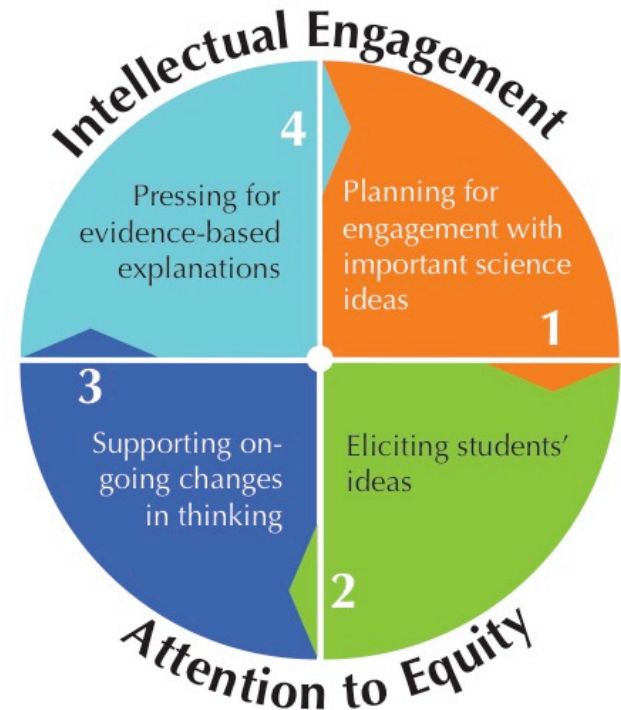 Intellectual Engagement
4
Pressing for
evidence-based
explanations
Planning for
engagement with
important science
ideas
1
3
Supporting on-
going changes
in thinking
Eliciting students’
ideas
2
Attention to Equity